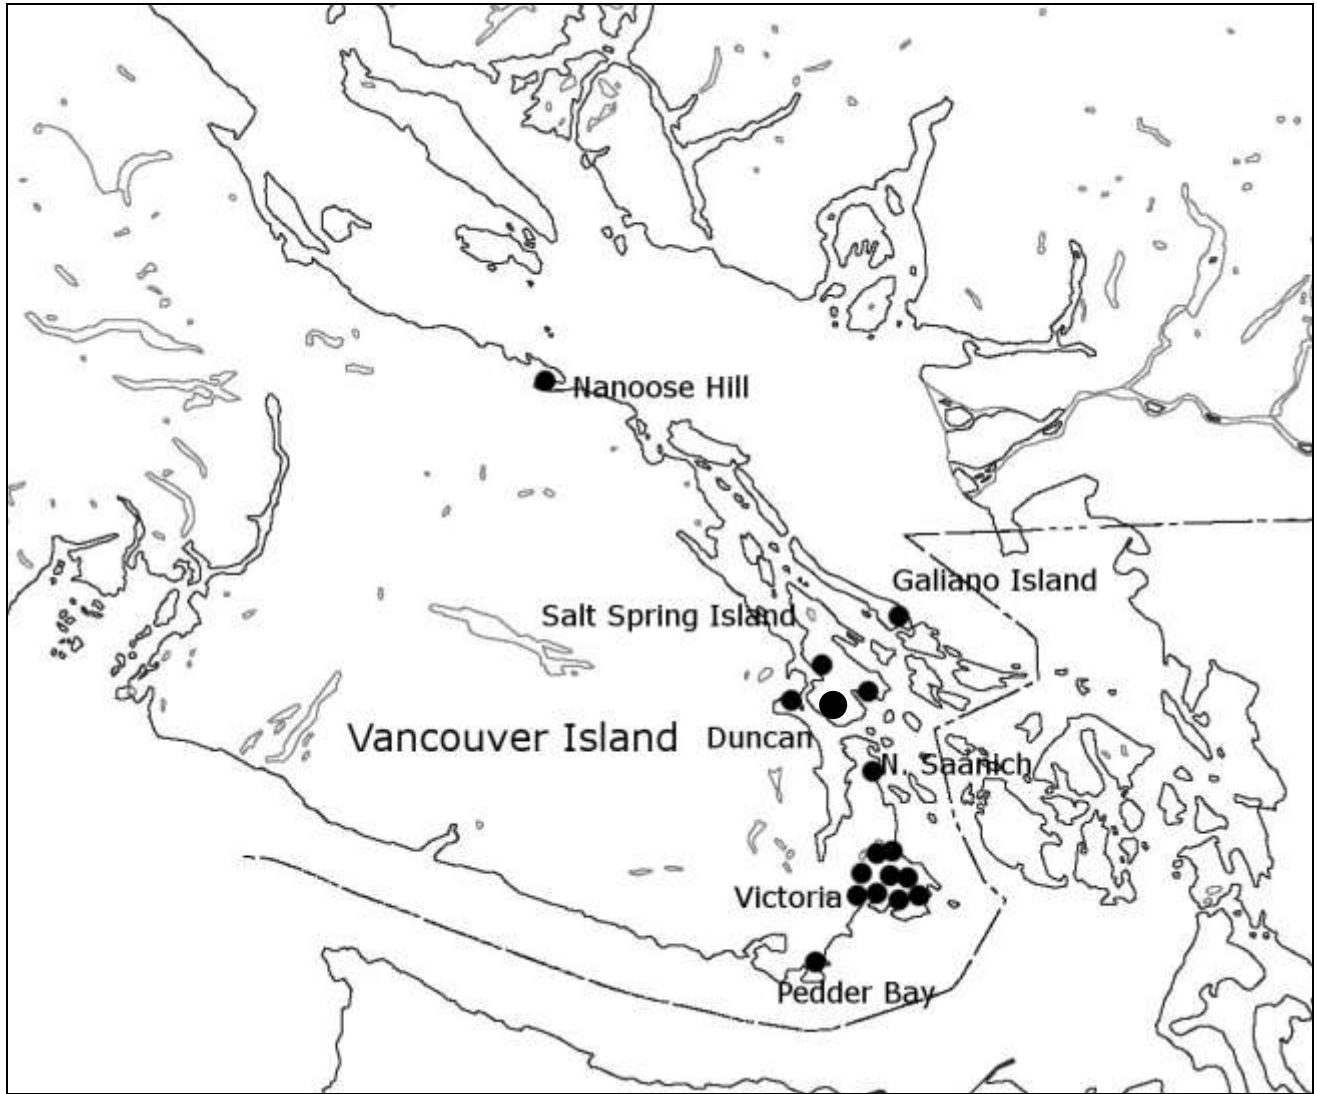 Nanoose Hill
Galiano Island
Salt Spring Island
Vancouver Island
Duncan
N. Saanich
Victoria
Pedder Bay